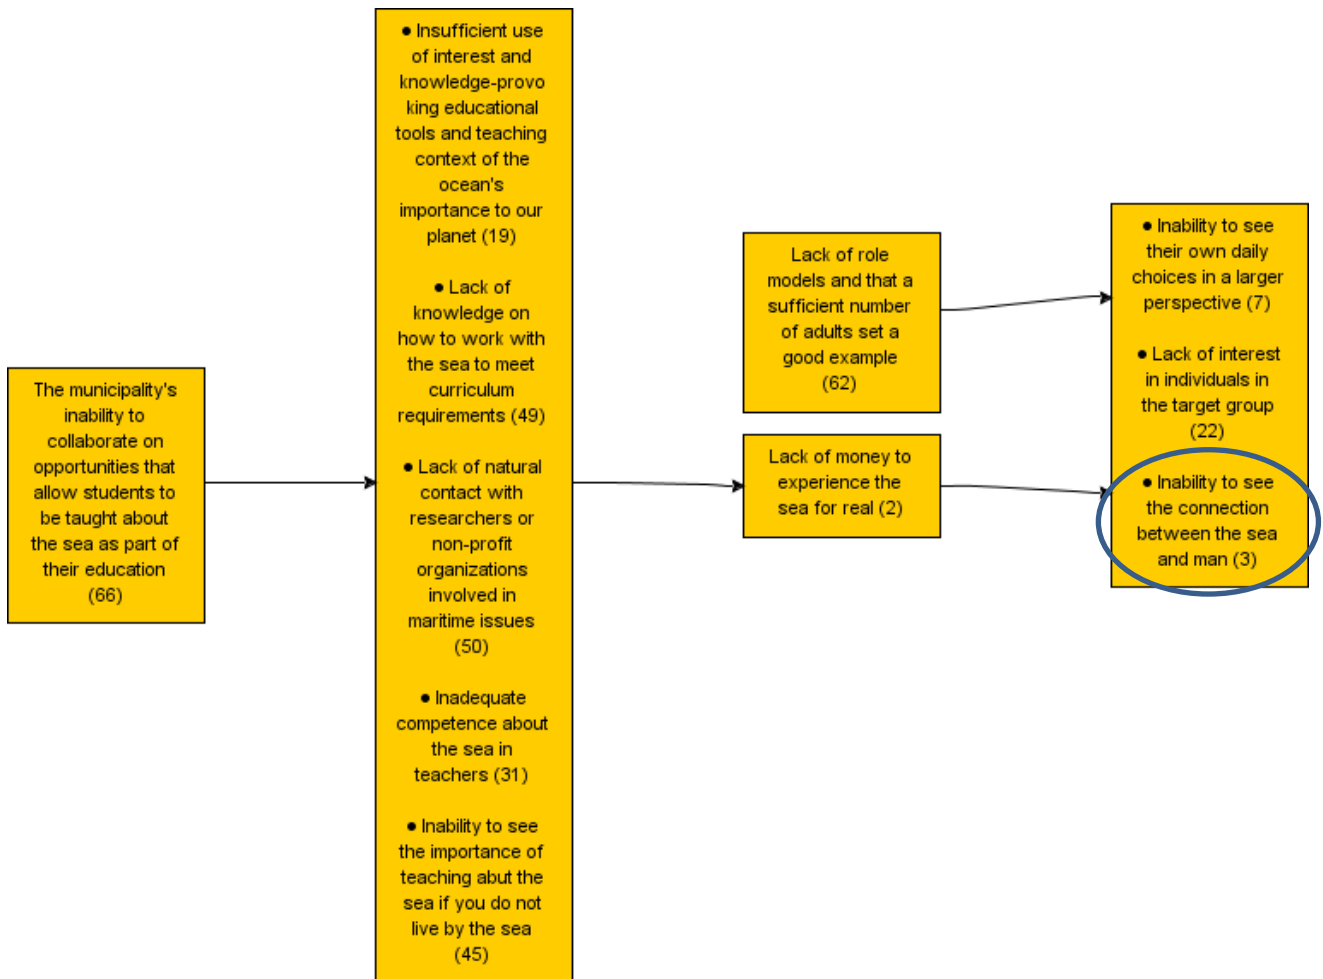 The municipality's
inability to
collaborate on
opportunities that
allow students to
be taught about
the sea as part of
their education
(66)
● Insufficient use
of interest and
knowledge-provo
king educational
tools and teaching
context of the
ocean's
importance to our
planet (19)
● Lack of
knowledge on
how to work with
the sea to meet
curriculum
requirements (49)
● Lack of natural
contact with
researchers or
non-profit
organizations
involved in
maritime issues
(50)
● Inadequate
competence about
the sea in
teachers (31)
● Inability to see
the importance of
teaching abut the
sea if you do not
live by the sea
(45)
Lack of role
models and that a
sufficient number
of adults set a
good example
(62)
Lack of money to
experience the
sea for real (2)
● Inability to see
their own daily
choices in a larger
perspective (7)
● Lack of interest
in individuals in
the target group
(22)
● Inability to see
the connection
between the sea
and man (3)